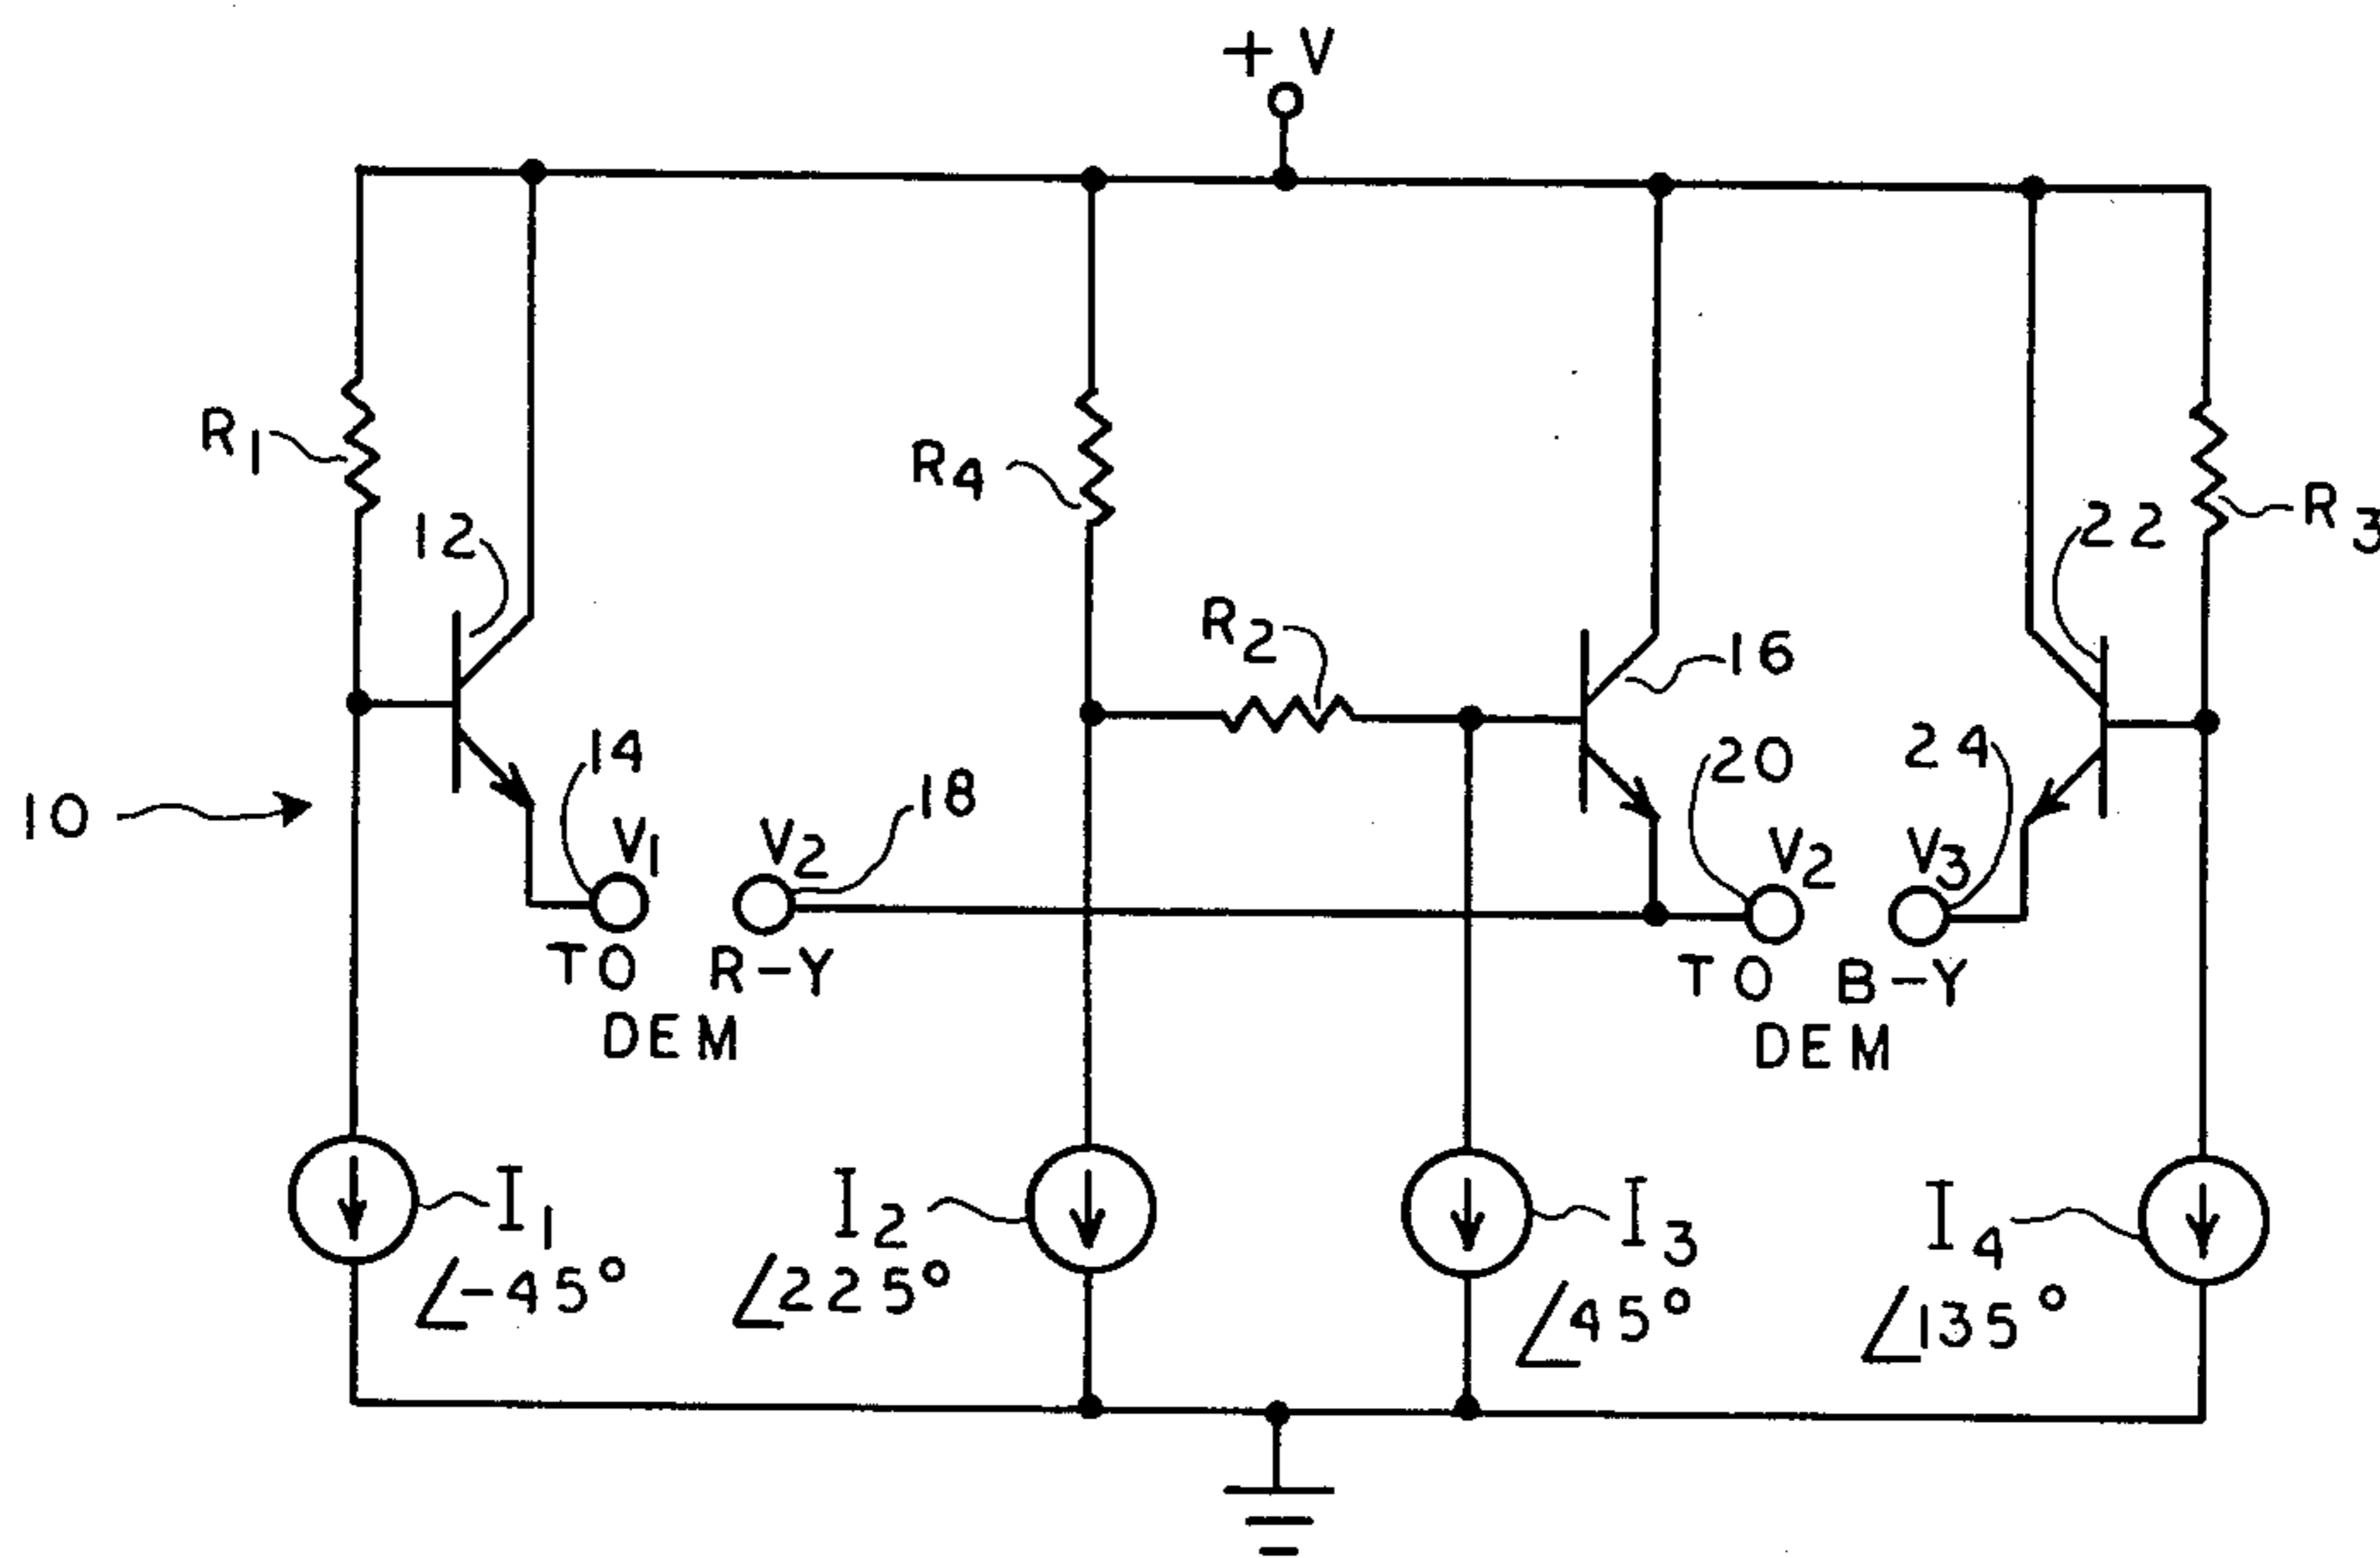 + V
R1
R4
12
22
R3
R2
16
14
20
24
18
10
V1
V2
V2
V3
TO R-Y
DEM
TO B-Y
DEM
I1
I2
I3
I4
∠-45°
∠225°
∠45°
∠135°